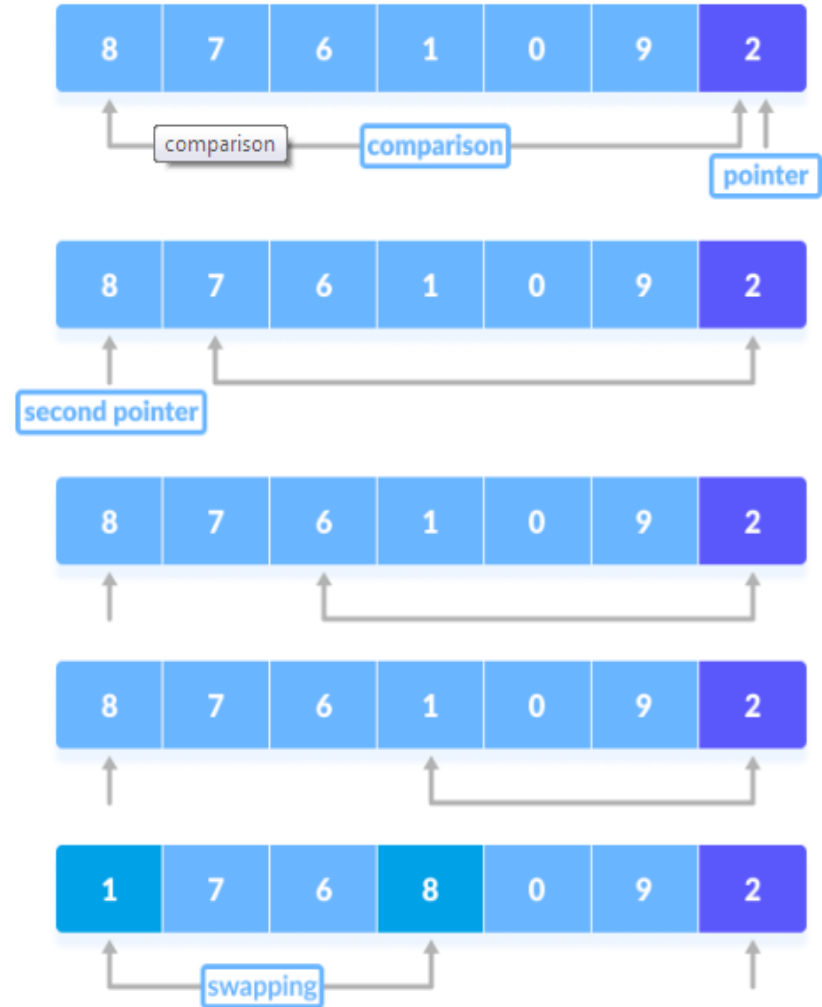 8 7 6 1 0 9 2
comparison comparison
pointer
8 7 6 1 0 9 2
second pointer
8 7 6 1 0 9 2
8 7 6 1 0 9 2
1 7 6 8 0 9 2
swapping